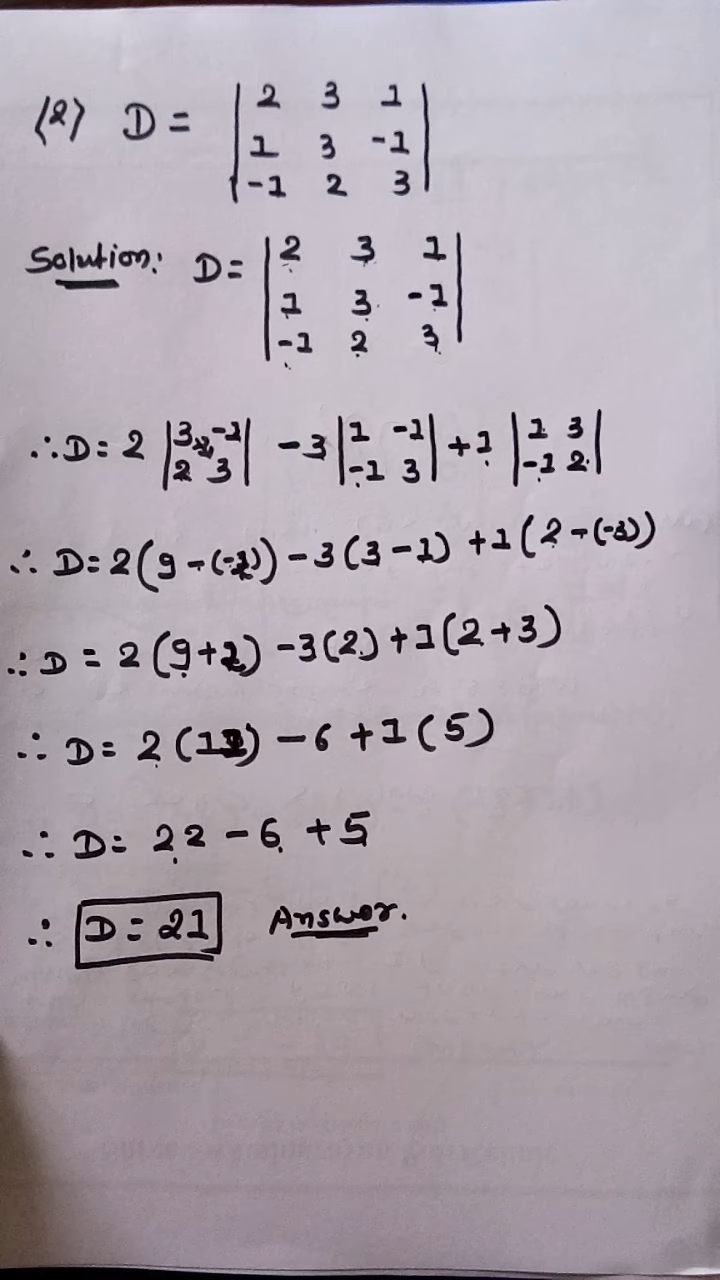 (2) D = | 2 3 1 |
| 1 3 -1 |
| -1 2 3 |
Solution: D = | 2 3 1 |
| 1 3 -1 |
| -1 2 3 |
∴ D = 2 | 3 -1 | - 3 | 1 -1 | + 1 | 1 3 |
| 2 3 | | -1 3 | | -1 2 |
∴ D = 2 (9 - (-2)) - 3 (3 - 1) + 1 (2 - (-3))
∴ D = 2 (9 + 2) - 3 (2) + 1 (2 + 3)
∴ D = 2 (11) - 6 + 1 (5)
∴ D = 22 - 6 + 5
∴ D = 21 Answer.